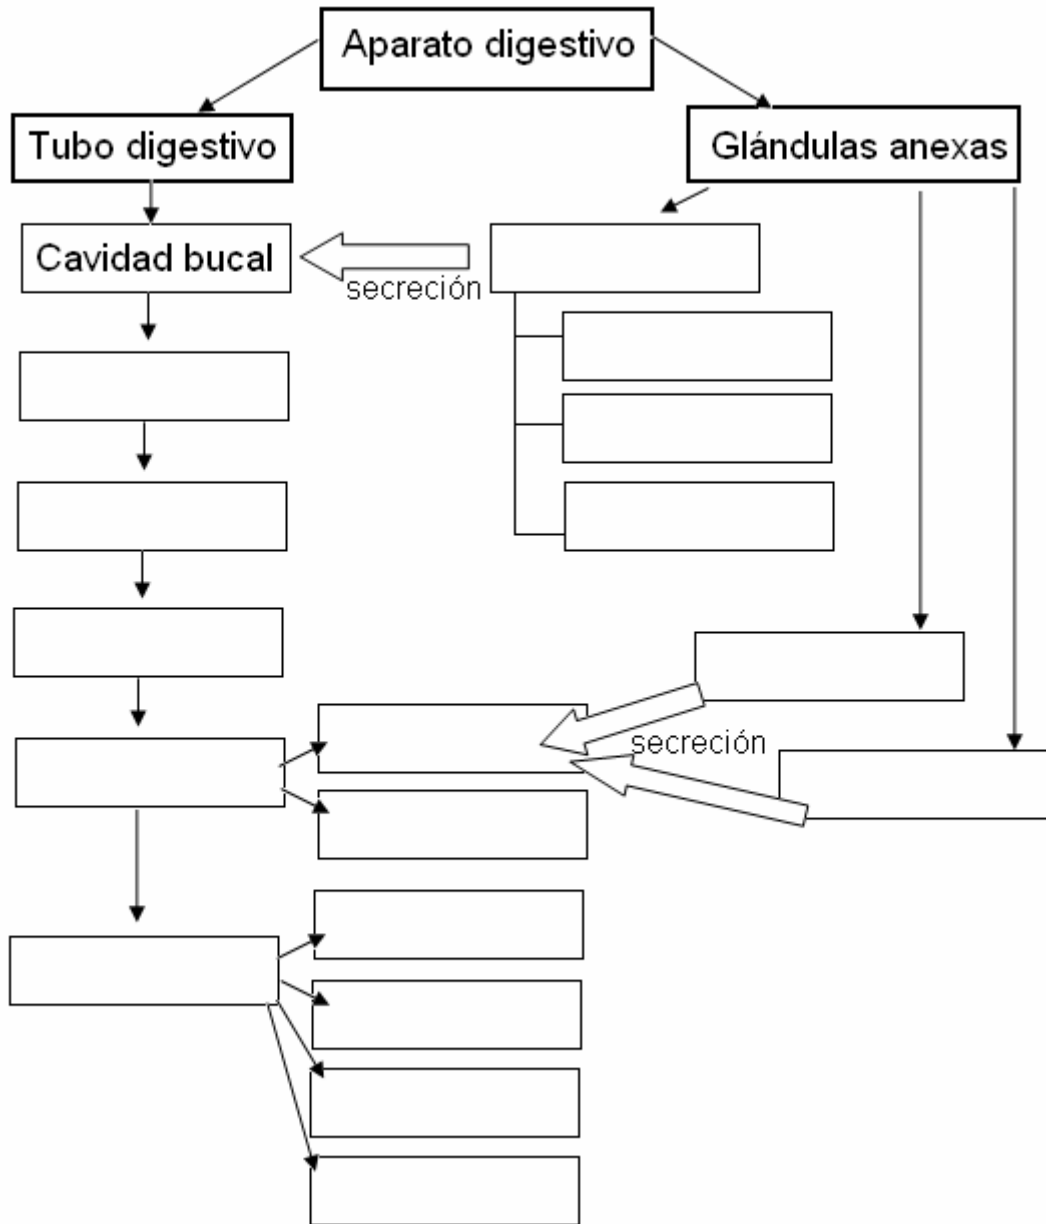 Aparato digestivo
Tubo digestivo
Glándulas anexas
Cavidad bucal
secreción
secreción